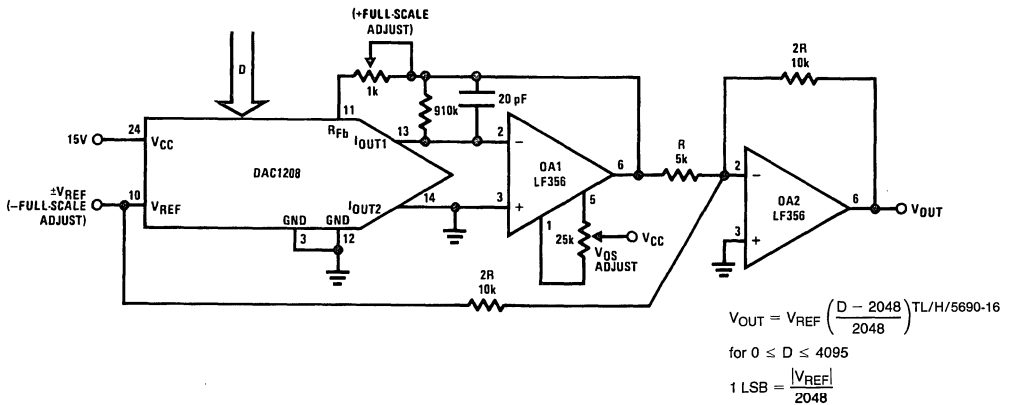 (+FULL-SCALE
ADJUST)
D
1k
2R
10k
910k
20 pF
11
RFb
13
IOUT1
24
15V
VCC
DAC1208
2
−
OA1
LF356
6
R
5k
2
−
OA2
LF356
6
VOUT
±VREF
(−FULL-SCALE
ADJUST)
10
VREF
14
IOUT2
3
+
5
1
25k
VCC
VOS
ADJUST
3
+
GND
GND
3
12
2R
10k
VOUT = VREF (D − 2048 / 2048) TL/H/5690-16
for 0 ≤ D ≤ 4095
1 LSB = |VREF| / 2048